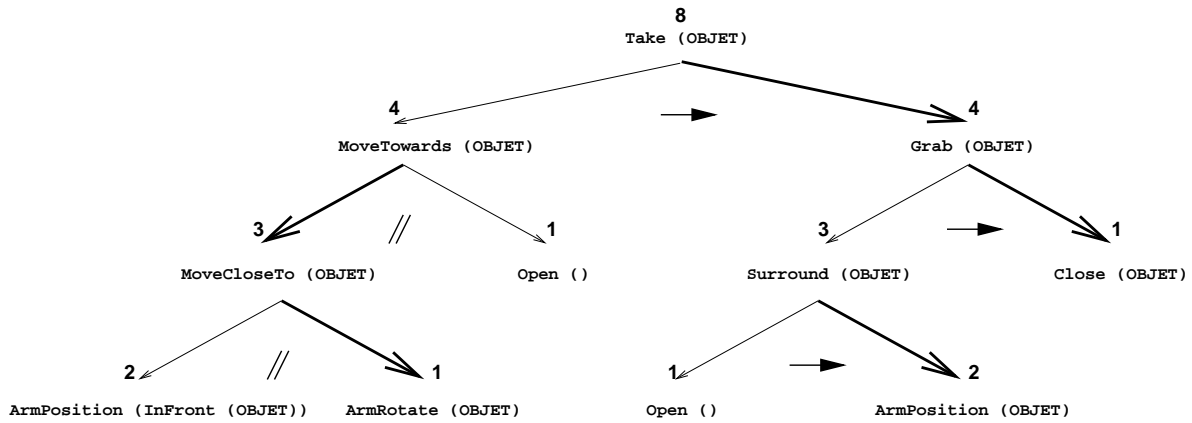 8
Take (OBJET)
4 4
MoveTowards (OBJET) Grab (OBJET)
3 // 1 3 1
MoveCloseTo (OBJET) Open () Surround (OBJET) Close (OBJET)
2 // 1 1 2
ArmPosition (InFront (OBJET)) ArmRotate (OBJET) Open () ArmPosition (OBJET)